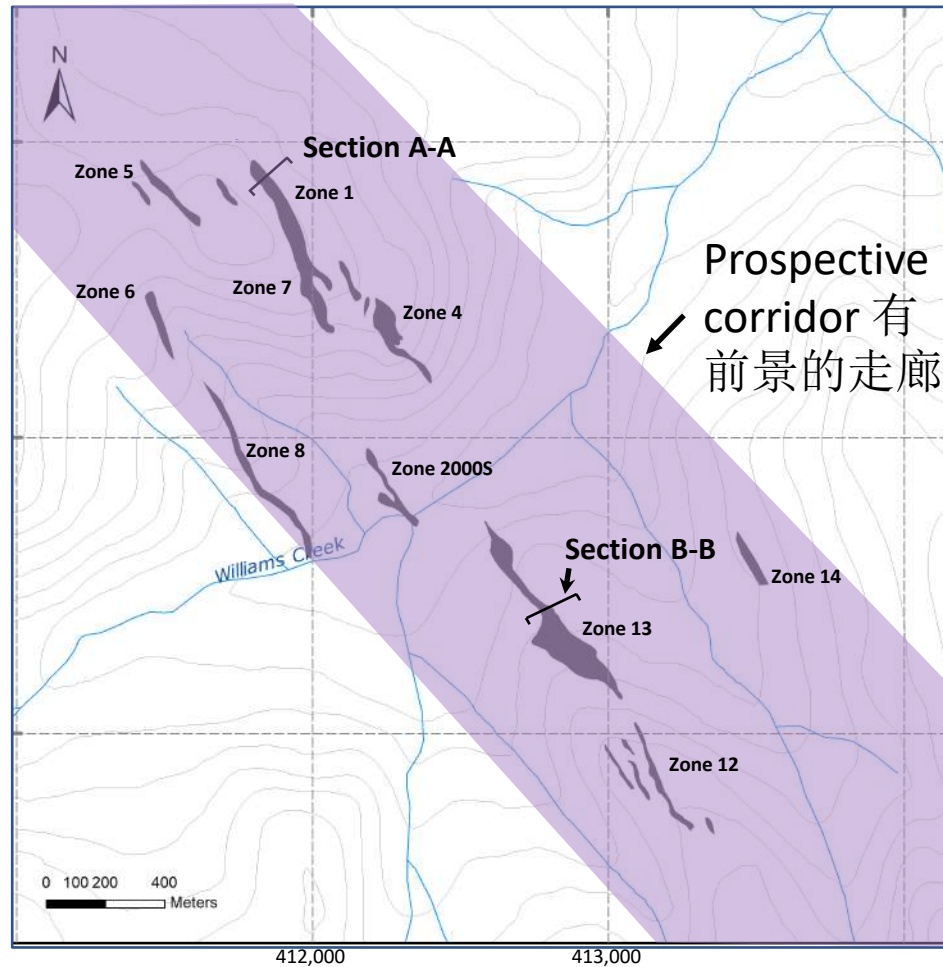 N
Section A-A
Zone 5
Zone 1
Zone 7
Zone 6
Zone 4
Prospective
corridor 有
前景的走廊
Zone 8
Zone 2000S
Williams Creek
Section B-B
Zone 14
Zone 13
Zone 12
0 100 200 400
Meters
412,000 413,000